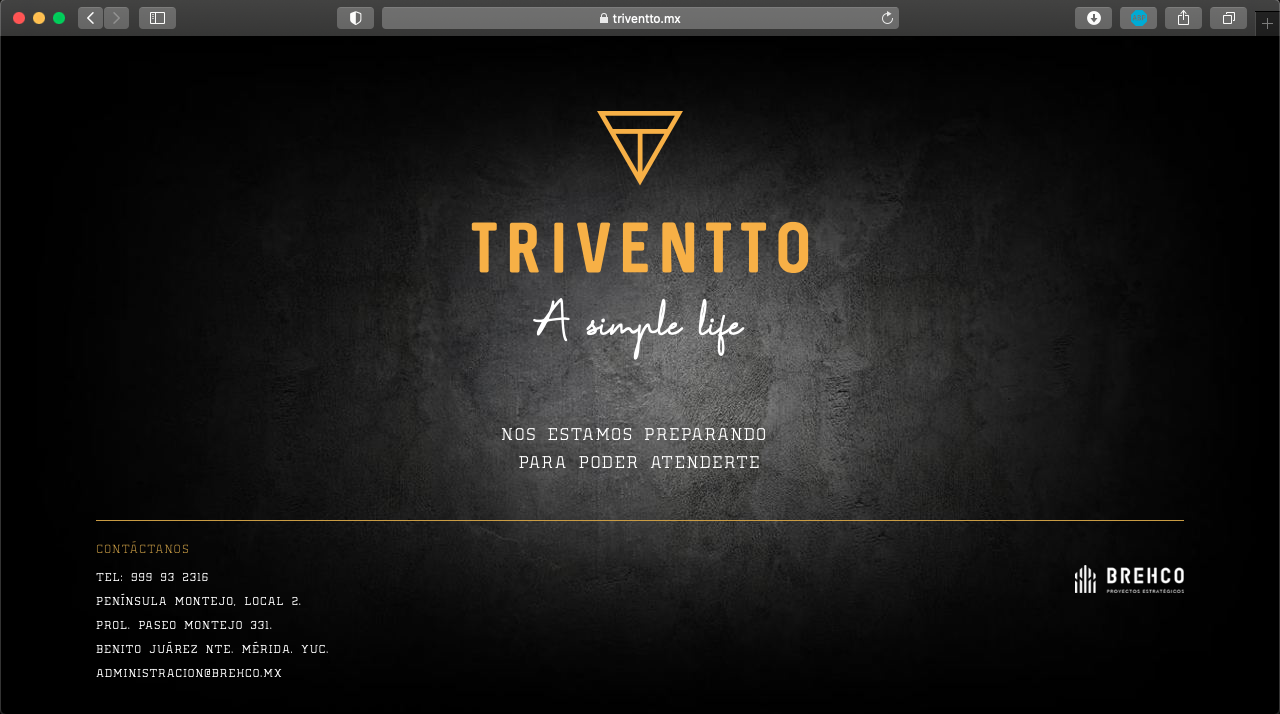 triventto.mx
TRIVENTTO
A simple life
NOS ESTAMOS PREPARANDO
PARA PODER ATENDERTE
CONTÁCTANOS
TEL: 999 93 2316
PENÍNSULA MONTEJO, LOCAL 2.
PROL. PASEO MONTEJO 331.
BENITO JUÁREZ NTE. MÉRIDA. YUC.
ADMINISTRACION@BREHCO.MX
BREHCO
PROYECTOS ESTRATÉGICOS